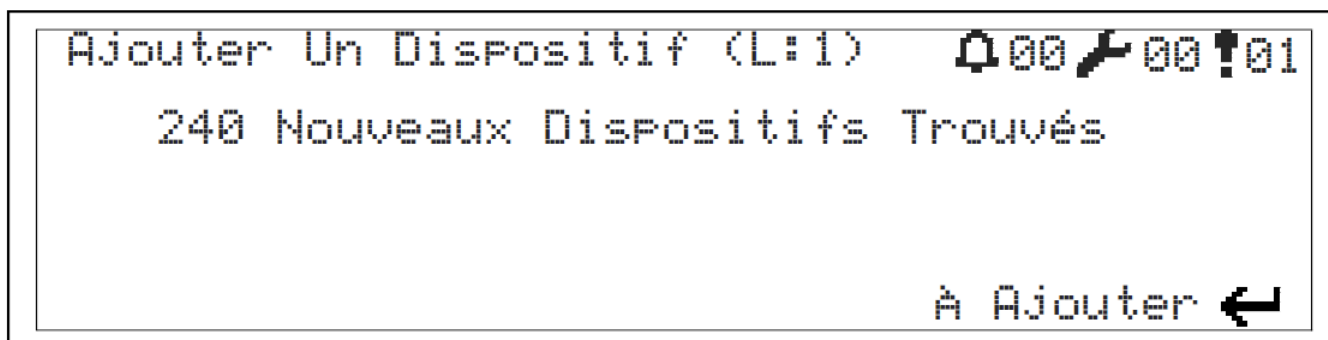 Ajouter Un Dispositif (L:1) 00 00 01
240 Nouveaux Dispositifs Trouvés
À Ajouter